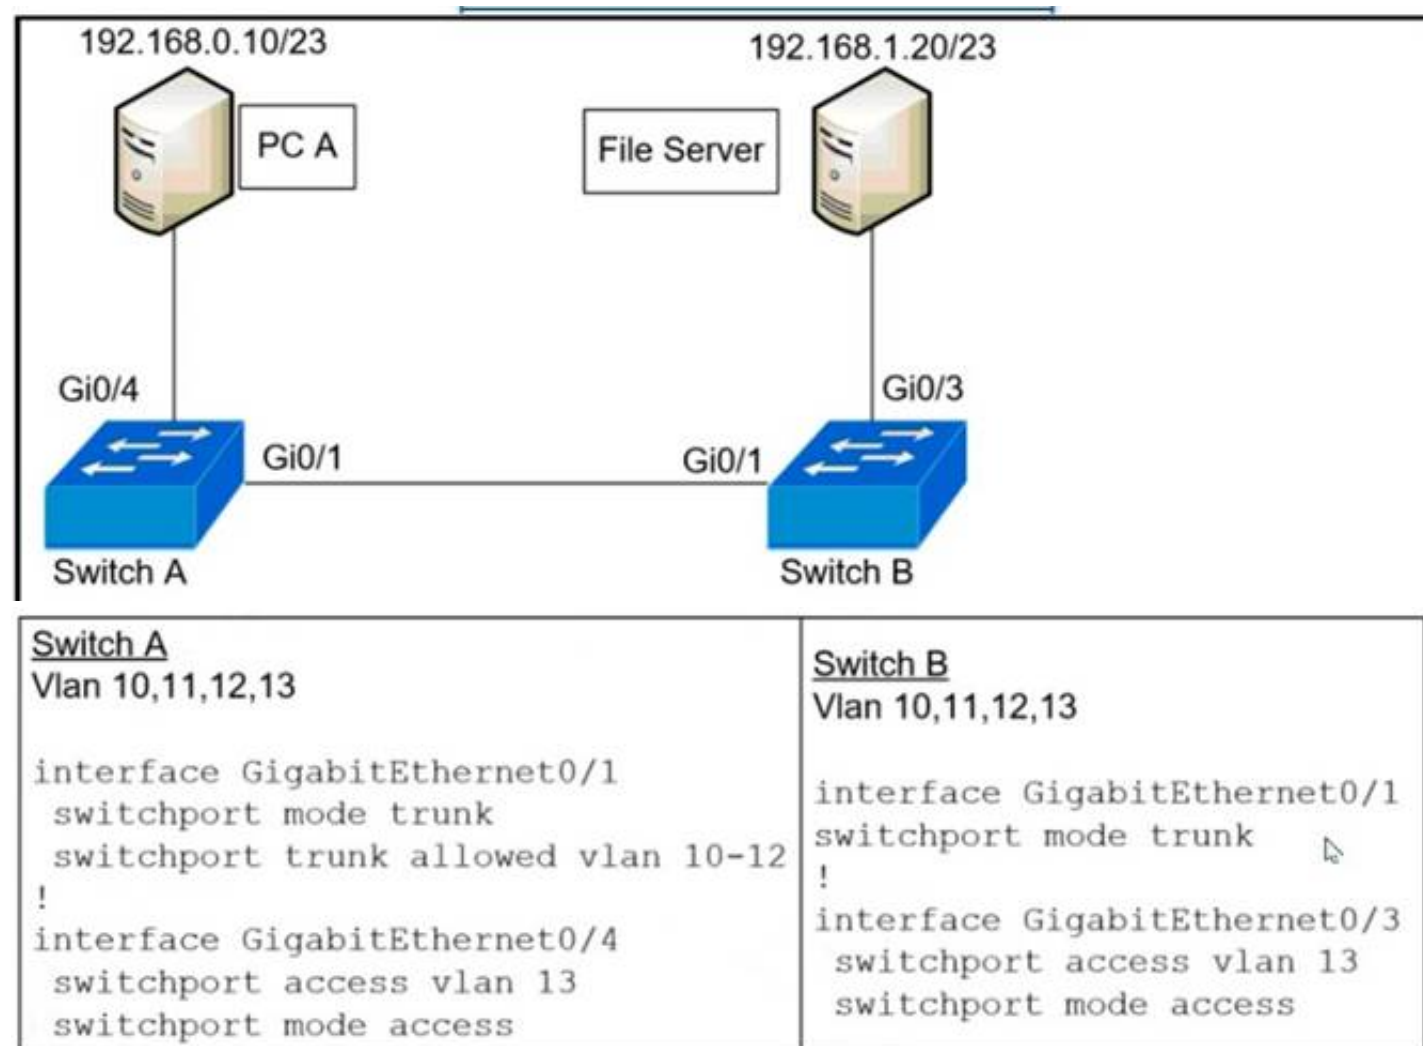 192.168.0.10/23
192.168.1.20/23
PC A
File Server
Gi0/4
Gi0/3
Gi0/1
Gi0/1
Switch A
Switch B
Switch A
Vlan 10,11,12,13
interface GigabitEthernet0/1
switchport mode trunk
switchport trunk allowed vlan 10-12
!
interface GigabitEthernet0/4
switchport access vlan 13
switchport mode access
Switch B
Vlan 10,11,12,13
interface GigabitEthernet0/1
switchport mode trunk
!
interface GigabitEthernet0/3
switchport access vlan 13
switchport mode access